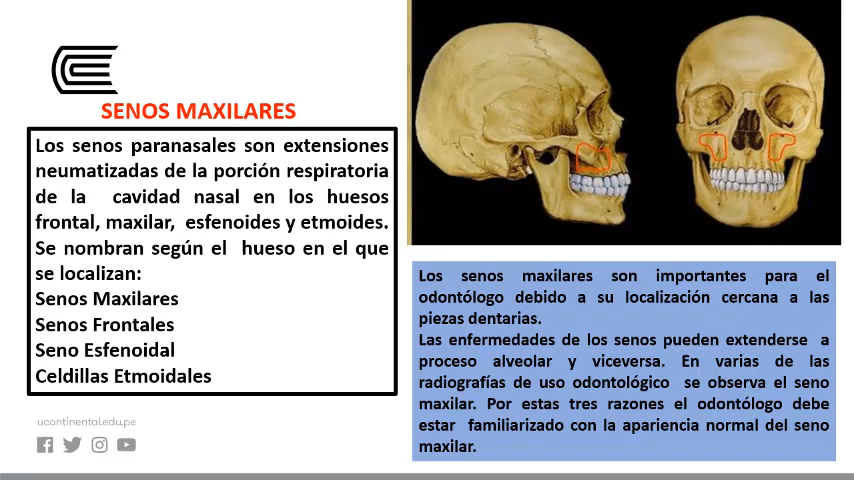 SENOS MAXILARES
Los senos paranasales son extensiones
neumatizadas de la porción respiratoria
de la cavidad nasal en los huesos
frontal, maxilar, esfenoides y etmoides.
Se nombran según el hueso en el que
se localizan:
Senos Maxilares
Senos Frontales
Seno Esfenoidal
Celdillas Etmoidales
ucontinental.edu.pe
Los senos maxilares son importantes para el
odontólogo debido a su localización cercana a las
piezas dentarias.
Las enfermedades de los senos pueden extenderse a
proceso alveolar y viceversa. En varias de las
radiografías de uso odontológico se observa el seno
maxilar. Por estas tres razones el odontólogo debe
estar familiarizado con la apariencia normal del seno
maxilar.